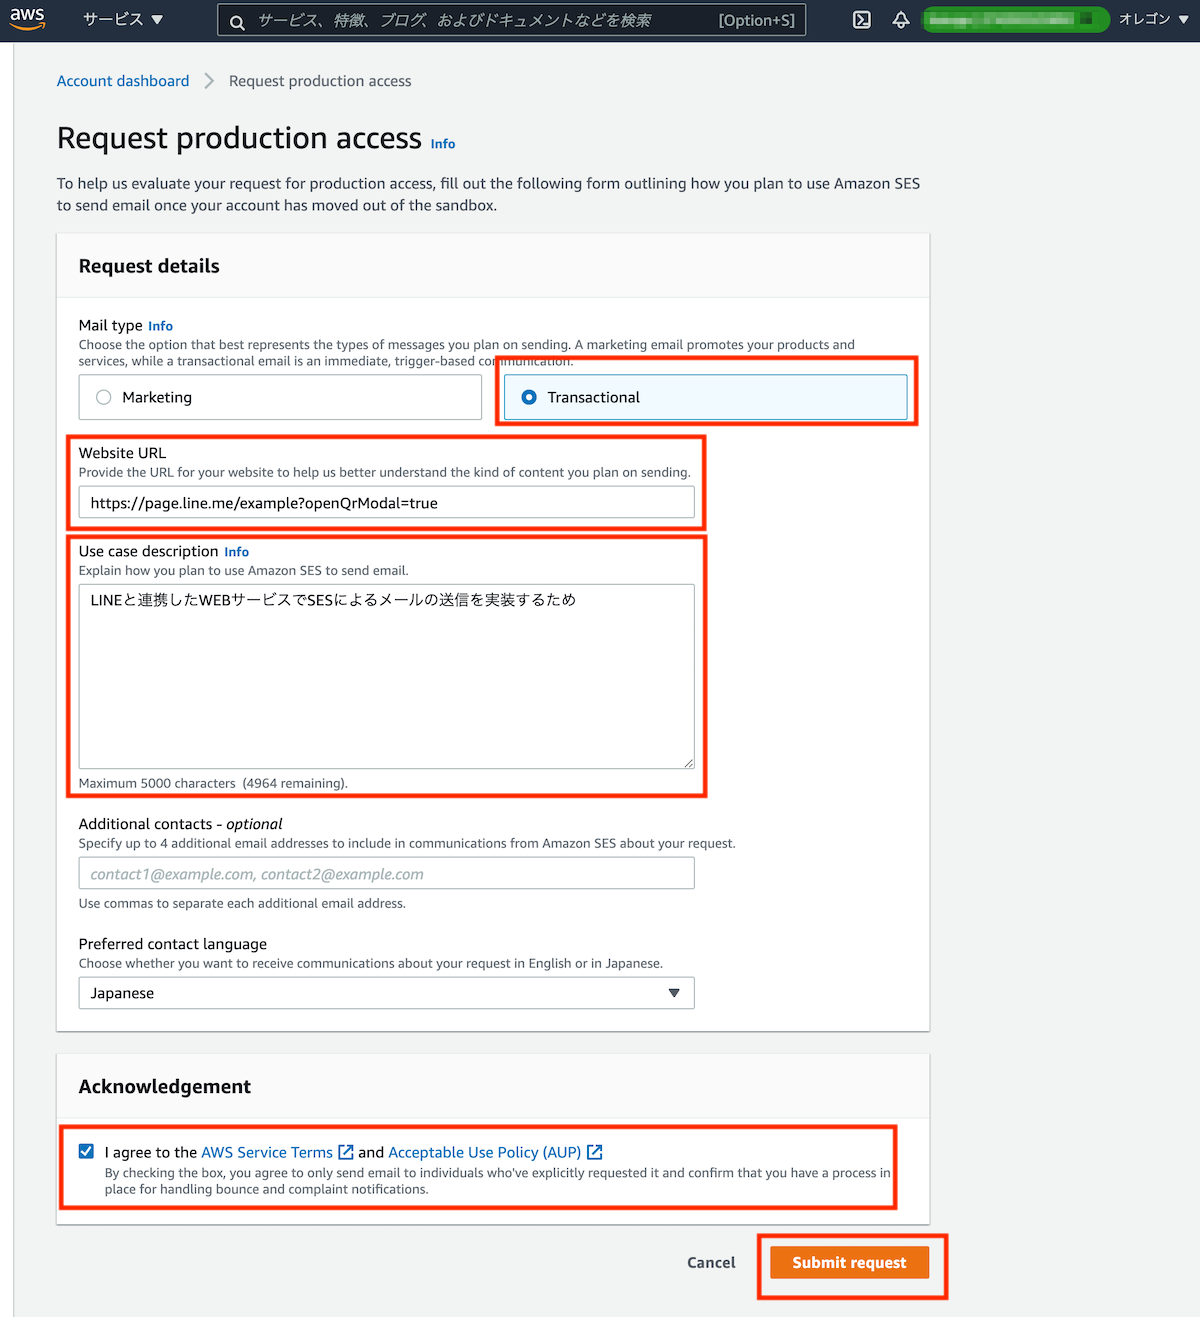 aws
サービス ▼
サービス、特徴、ブログ、およびドキュメントなどを検索 [Option+S]
オレゴン ▼
Account dashboard > Request production access
Request production access Info
To help us evaluate your request for production access, fill out the following form outlining how you plan to use Amazon SES
to send email once your account has moved out of the sandbox.
Request details
Mail type Info
Choose the option that best represents the types of messages you plan on sending. A marketing email promotes your products and
services, while a transactional email is an immediate, trigger-based communication.
Marketing
Transactional
Website URL
Provide the URL for your website to help us better understand the kind of content you plan on sending.
https://page.line.me/example?openQrModal=true
Use case description Info
Explain how you plan to use Amazon SES to send email.
LINEと連携したWEBサービスでSESによるメールの送信を実装するため
Maximum 5000 characters (4964 remaining).
Additional contacts - optional
Specify up to 4 additional email addresses to include in communications from Amazon SES about your request.
contact1@example.com, contact2@example.com
Use commas to separate each additional email address.
Preferred contact language
Choose whether you want to receive communications about your request in English or in Japanese.
Japanese
Acknowledgement
I agree to the AWS Service Terms and Acceptable Use Policy (AUP)
By checking the box, you agree to only send email to individuals who've explicitly requested it and confirm that you have a process in
place for handling bounce and complaint notifications.
Cancel
Submit request